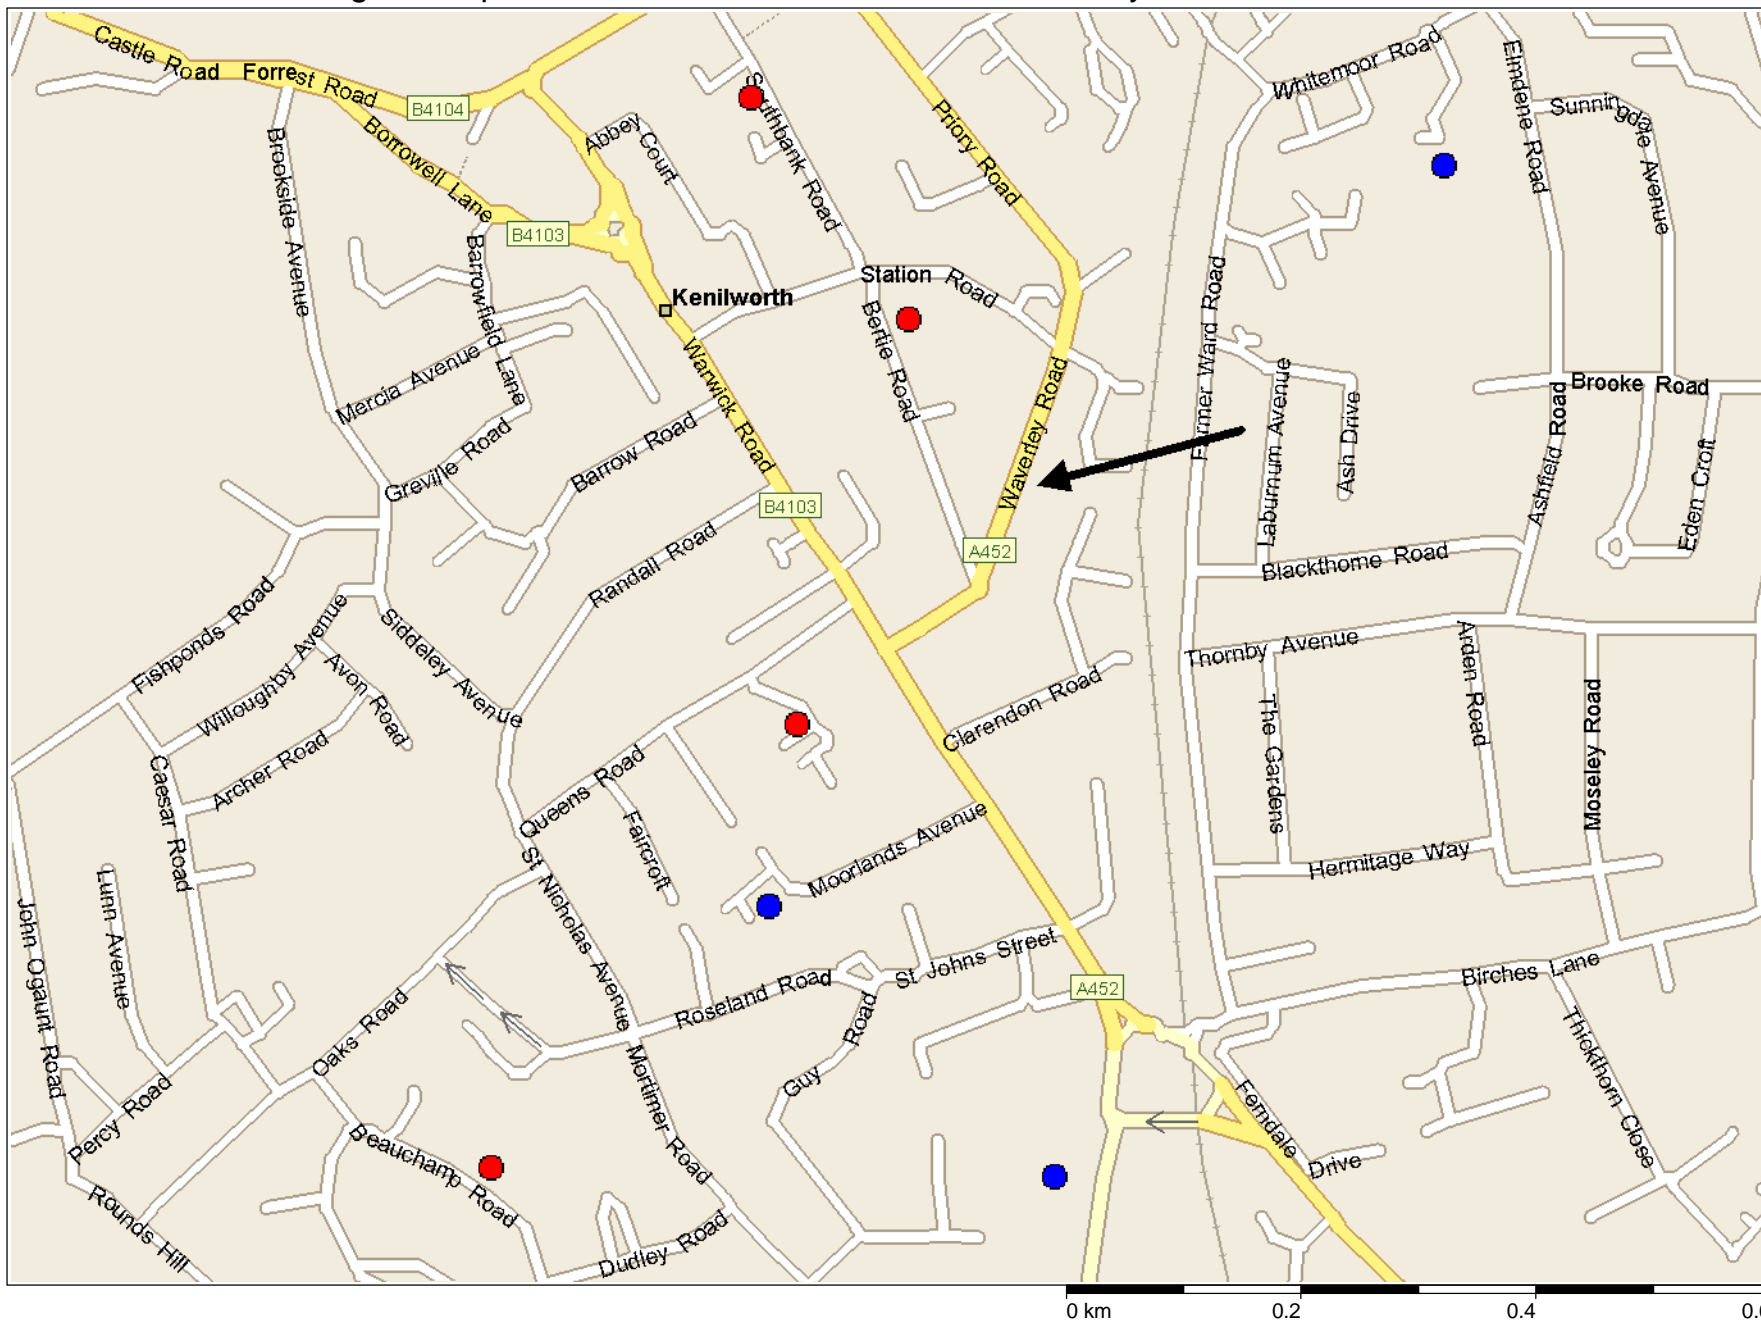 Castle Road
Forrest Road
B4104
Borrowell Lane
Brookside Avenue
Abbey Court
Southbank Road
Priory Road
Whitemoor Road
Elmdene Road
Sunningdale Avenue
B4103
Barrowfield Lane
Kenilworth
Station Road
Bertie Road
Mercia Avenue
Greville Road
Barrow Road
Warwick Road
Waverley Road
Farmer Ward Road
Laburnum Avenue
Ash Drive
Brooke Road
Ashfield Road
Eden Croft
B4103
A452
Randall Road
Blackthorne Road
Fishponds Road
Willoughby Avenue
Siddeley Avenue
Avon Road
Archer Road
Caesar Road
Thornby Avenue
The Gardens
Arden Road
Moseley Road
Clarendon Road
Queens Road
Faircroft
Moorlands Avenue
Hermitage Way
St Nicholas Avenue
Lunn Avenue
John Ogaunt Road
Oaks Road
Percy Road
Roseland Road
St Johns Street
A452
Birches Lane
Guy Road
Mortimer Road
Thickthorn Close
Ferndale Drive
Beauchamp Road
Rounds Hill
Dudley Road
0 km 0.2 0.4